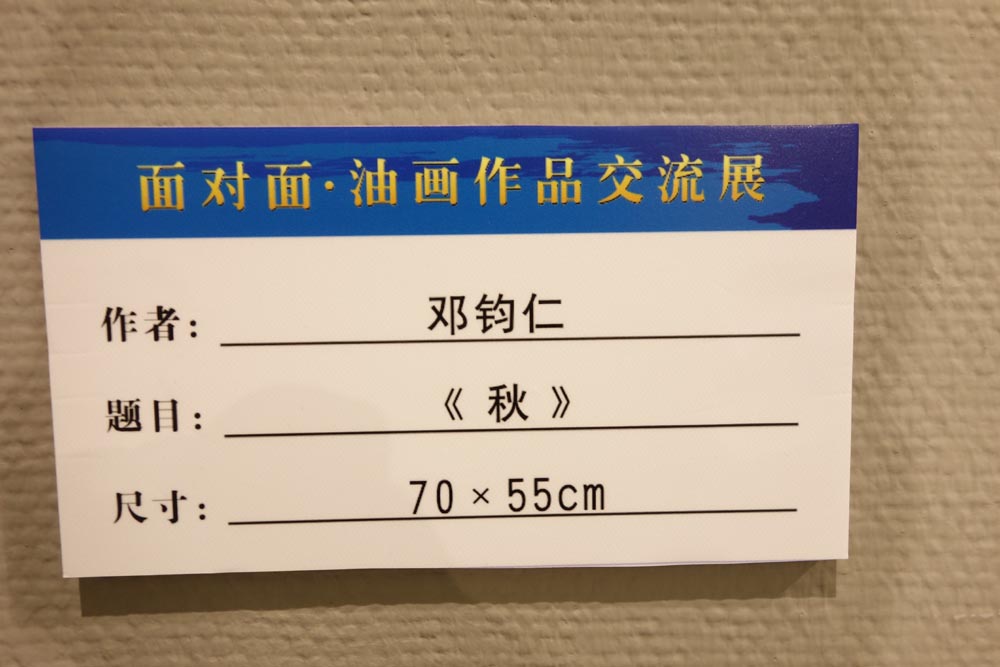 面对面·油画作品交流展
作者: 邓钧仁
题目: 《秋》
尺寸: 70×55cm